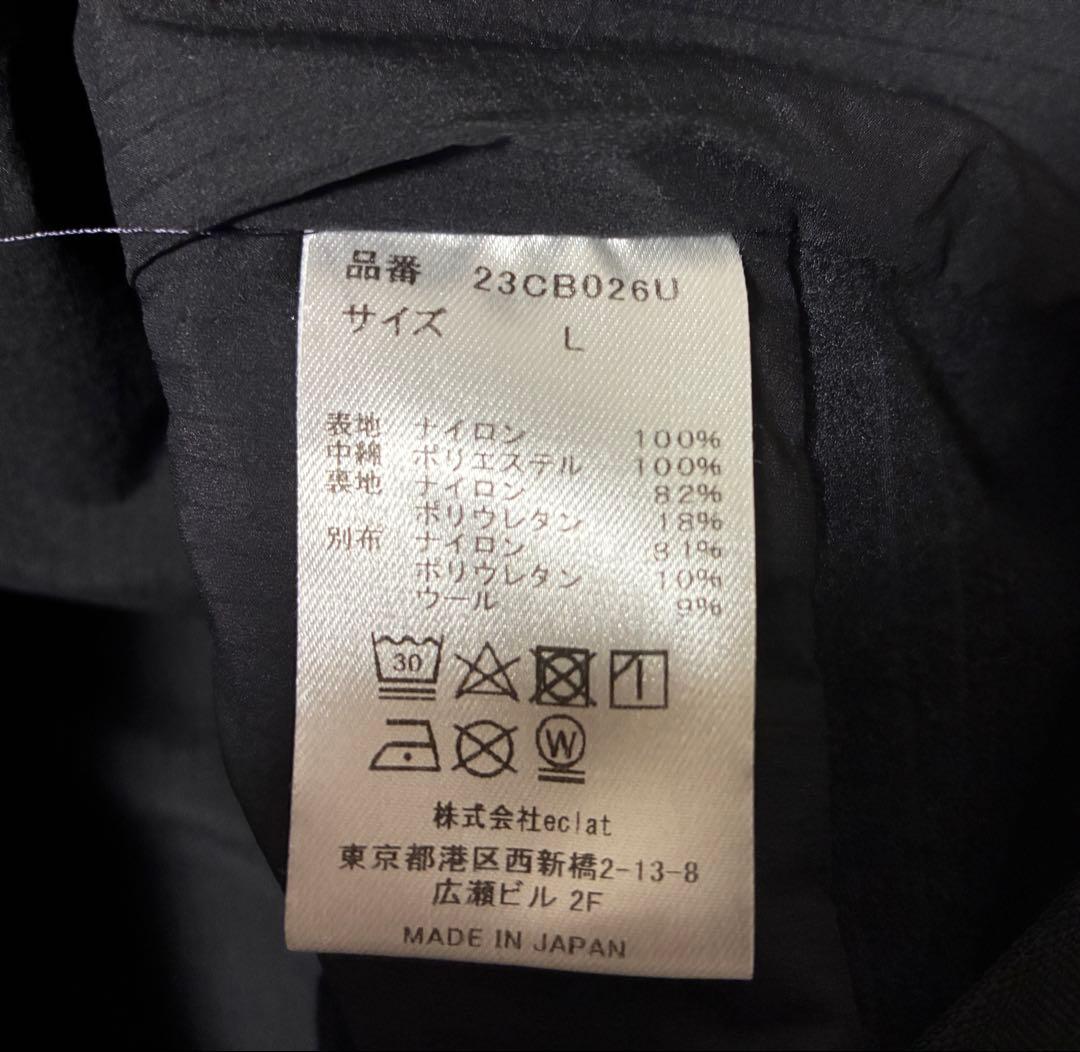 品番 23CB026U
サイズ L
表地 ナイロン 100%
中綿 ポリエステル 100%
裏地 ナイロン 82%
ポリウレタン 18%
別布 ナイロン 81%
ポリウレタン 10%
ウール 9%
30
W
株式会社eclat
東京都港区西新橋2-13-8
広瀬ビル 2F
MADE IN JAPAN